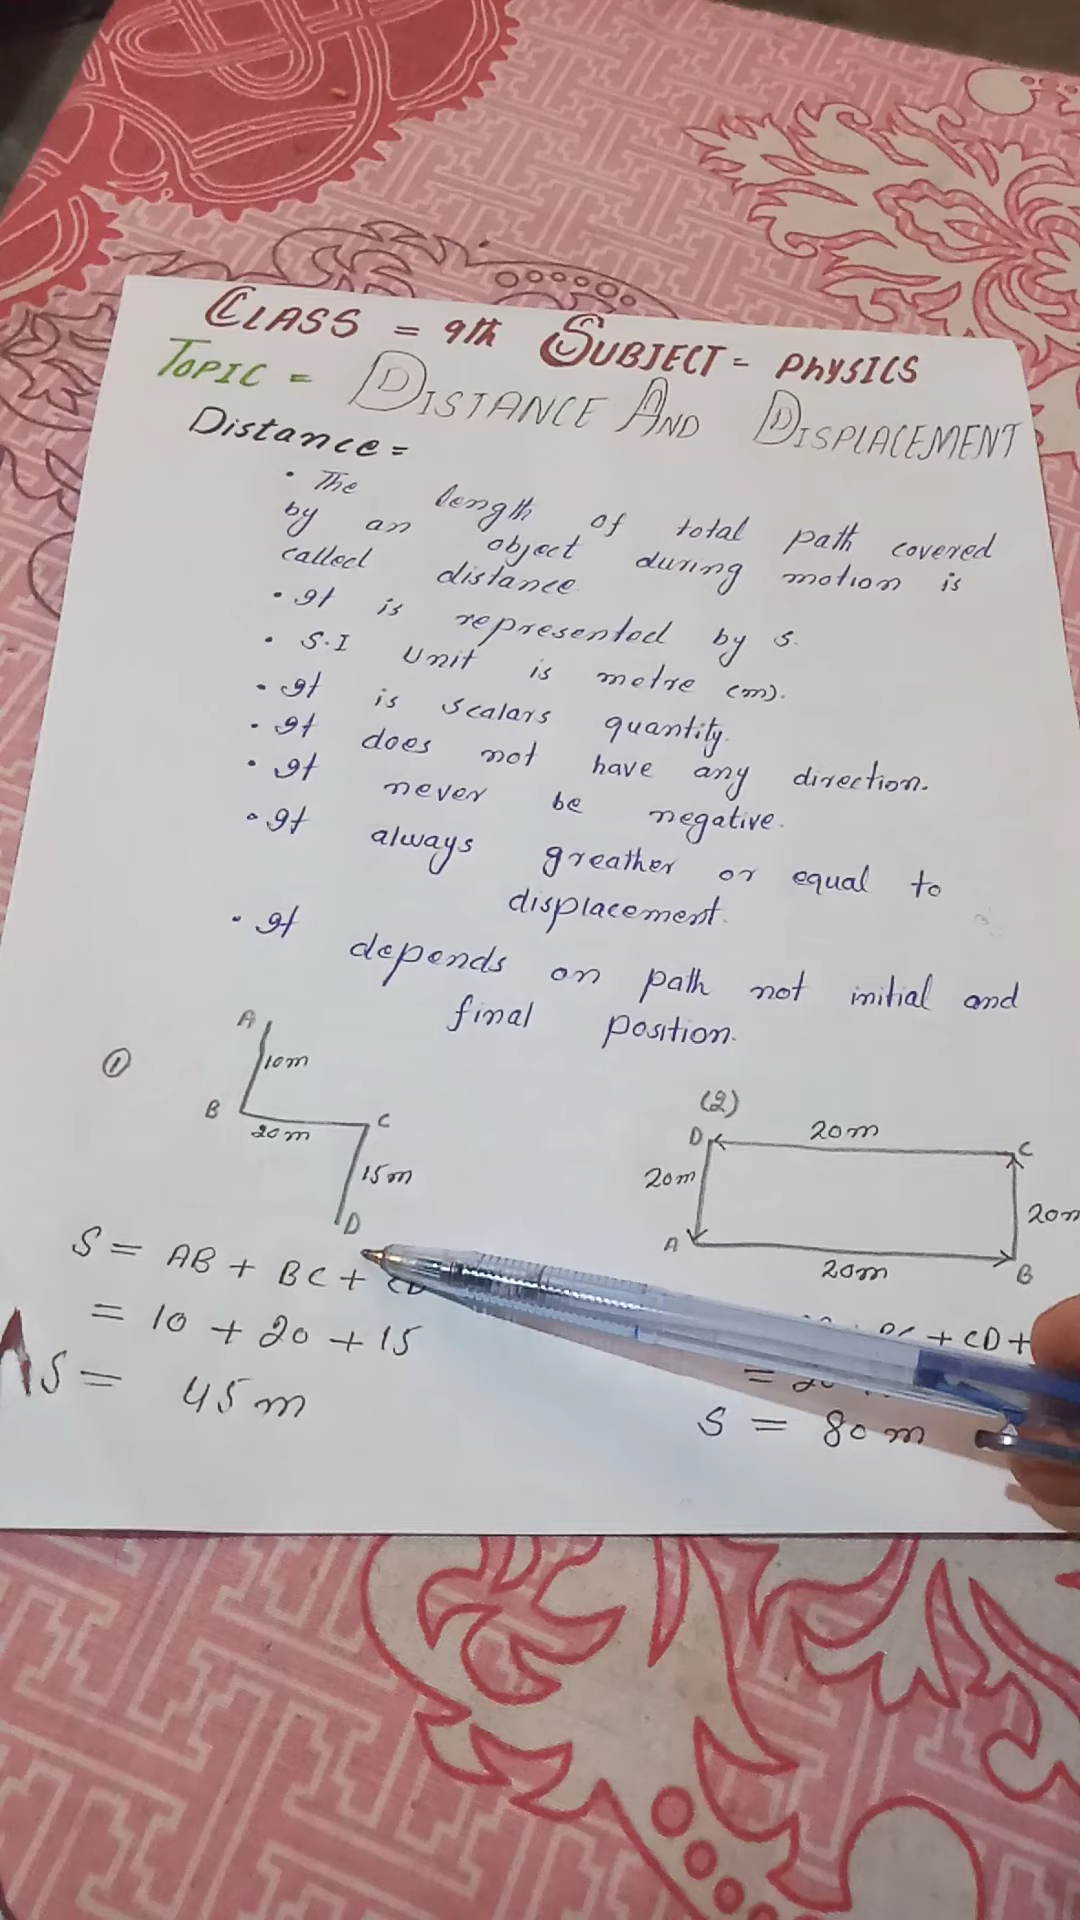 CLASS = 9th SUBJECT = PHYSICS
TOPIC = DISTANCE AND DISPLACEMENT
Distance =
• The length of total path covered
by an object during motion is
called distance.
• It is represented by s.
• S.I Unit is metre (m).
• It is scalars quantity.
• It does not have any direction.
• It never be negative.
• It always greather or equal to
displacement.
• It depends on path not initial and
final position.
①
A
10m
B
20m
C
15m
D
S = AB + BC + CD
= 10 + 20 + 15
S = 45 m
(2)
D
20m
C
20m
20m
A
20m
B
+ CD +
=
S = 80 m